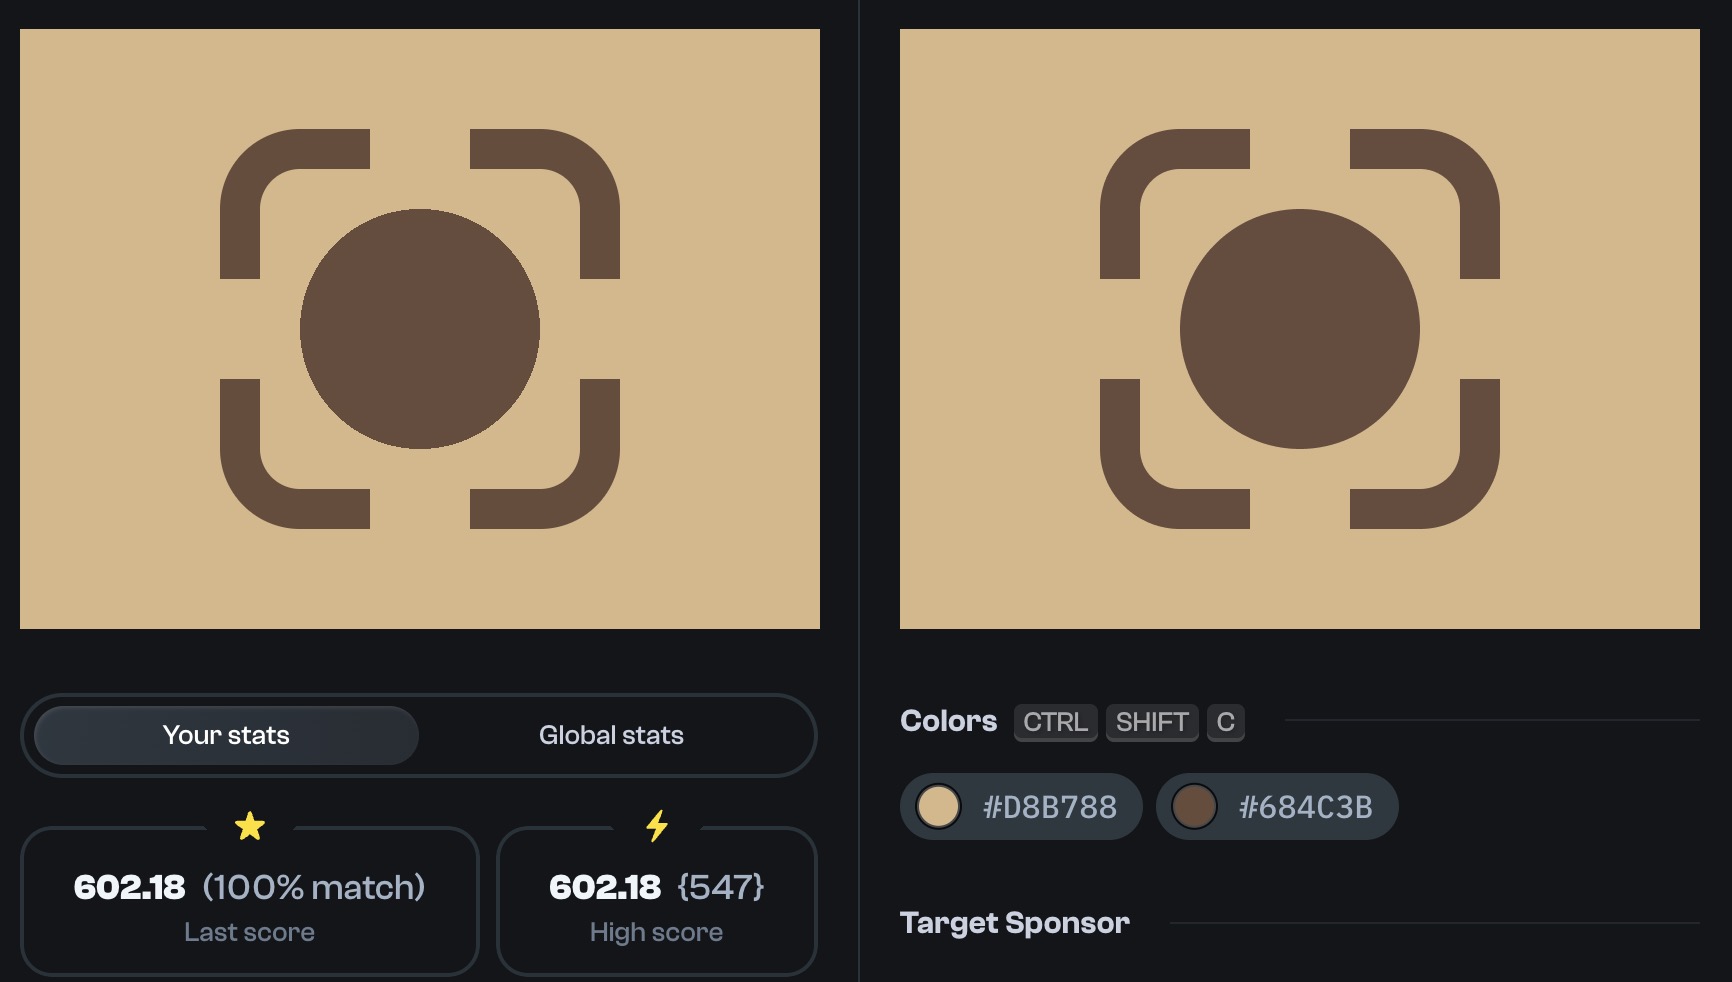 Your stats
Global stats
602.18 (100% match)
Last score
602.18 {547}
High score
Colors CTRL SHIFT C
#D8B788
#684C3B
Target Sponsor